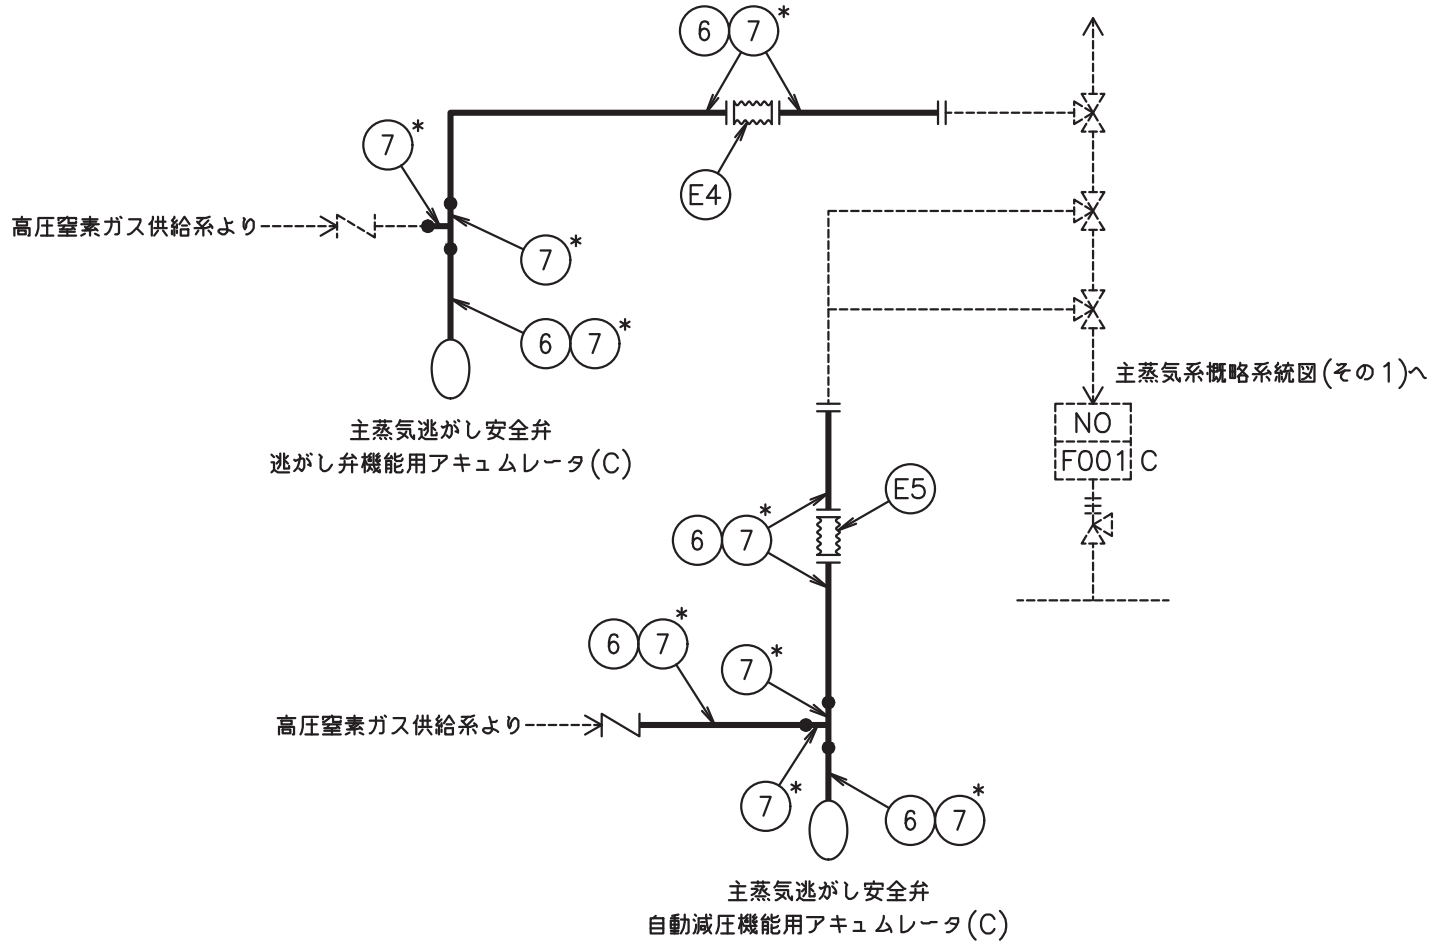 6 7*
7*
E4
高圧窒素ガス供給系より
7*
6 7*
主蒸気系概略系統図(その1)へ
NO
F001 C
主蒸気逃がし安全弁
逃がし弁機能用アキュムレータ(C)
E5
6 7*
6 7*
7*
高圧窒素ガス供給系より
7*
6 7*
主蒸気逃がし安全弁
自動減圧機能用アキュムレータ(C)